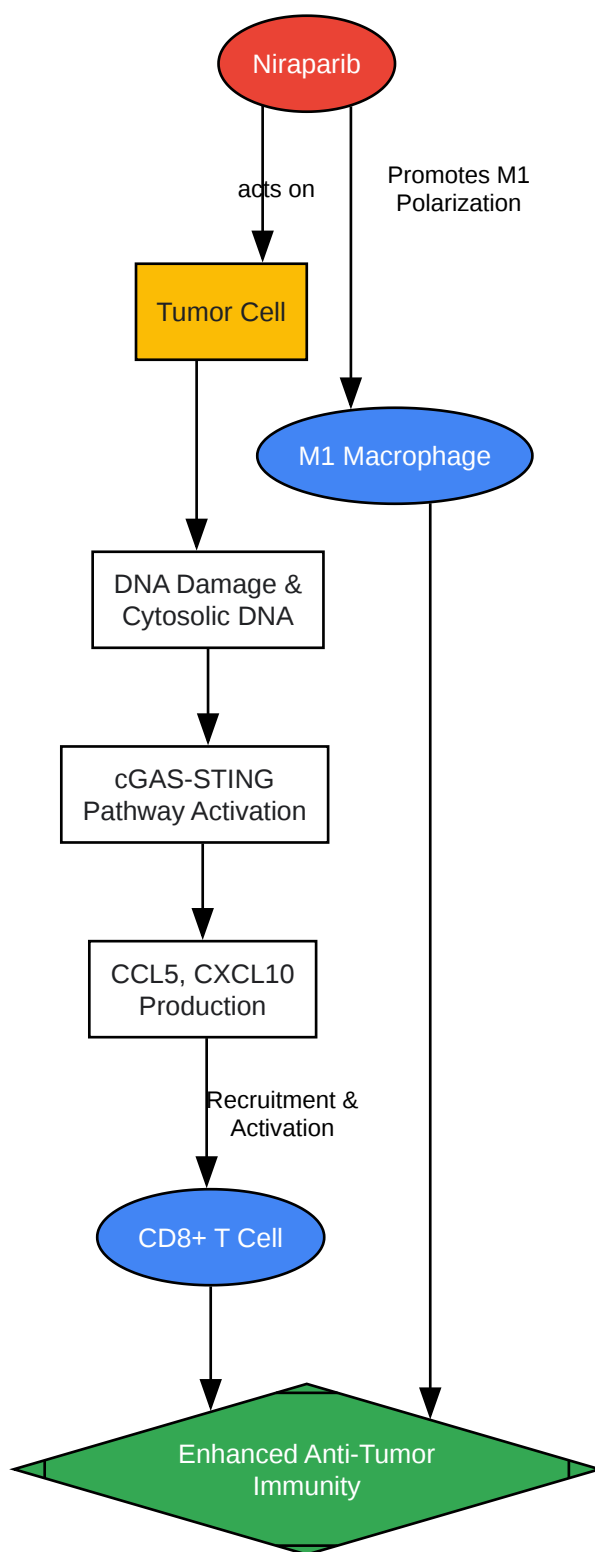 Niraparib
acts on
Promotes M1
Polarization
Tumor Cell
M1 Macrophage
DNA Damage &
Cytosolic DNA
cGAS-STING
Pathway Activation
CCL5, CXCL10
Production
Recruitment &
Activation
CD8+ T Cell
Enhanced Anti-Tumor
Immunity